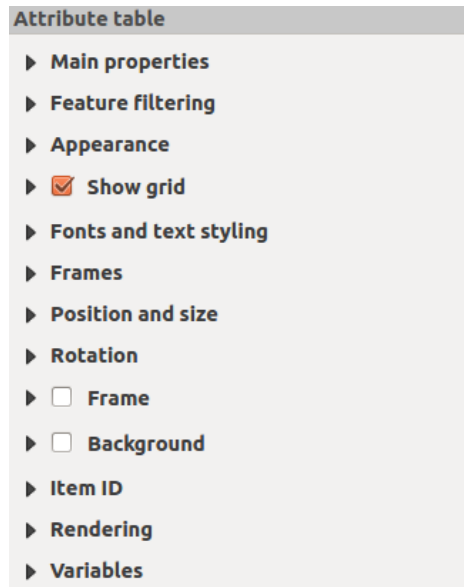 Attribute table
Main properties
Feature filtering
Appearance
Show grid
Fonts and text styling
Frames
Position and size
Rotation
Frame
Background
Item ID
Rendering
Variables